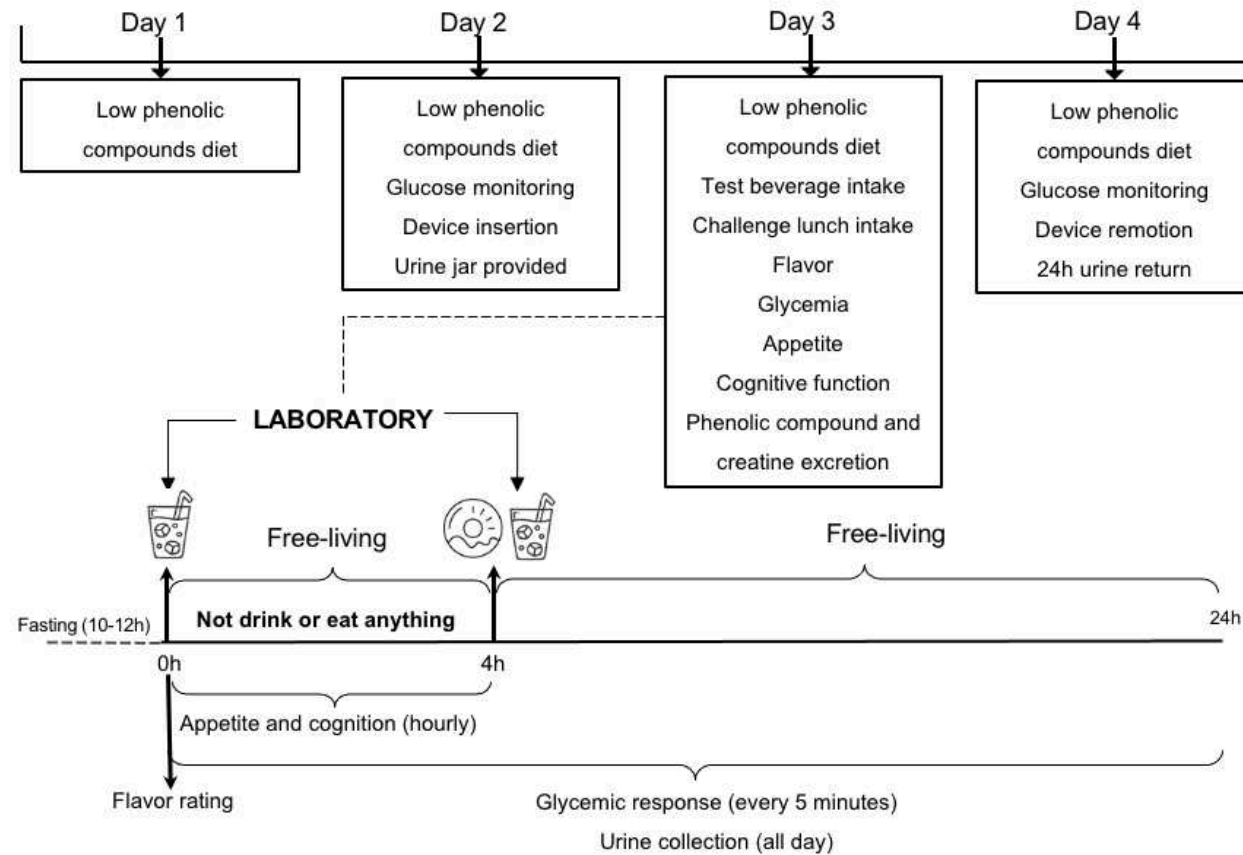 Day 1
Day 2
Day 3
Day 4
Low phenolic
compounds diet
Low phenolic
compounds diet
Glucose monitoring
Device insertion
Urine jar provided
Low phenolic
compounds diet
Test beverage intake
Challenge lunch intake
Flavor
Glycemia
Appetite
Cognitive function
Phenolic compound and
creatine excretion
Low phenolic
compounds diet
Glucose monitoring
Device remotion
24h urine return
LABORATORY
Free-living
Free-living
Fasting (10-12h)
Not drink or eat anything
24h
0h
4h
Appetite and cognition (hourly)
Flavor rating
Glycemic response (every 5 minutes)
Urine collection (all day)